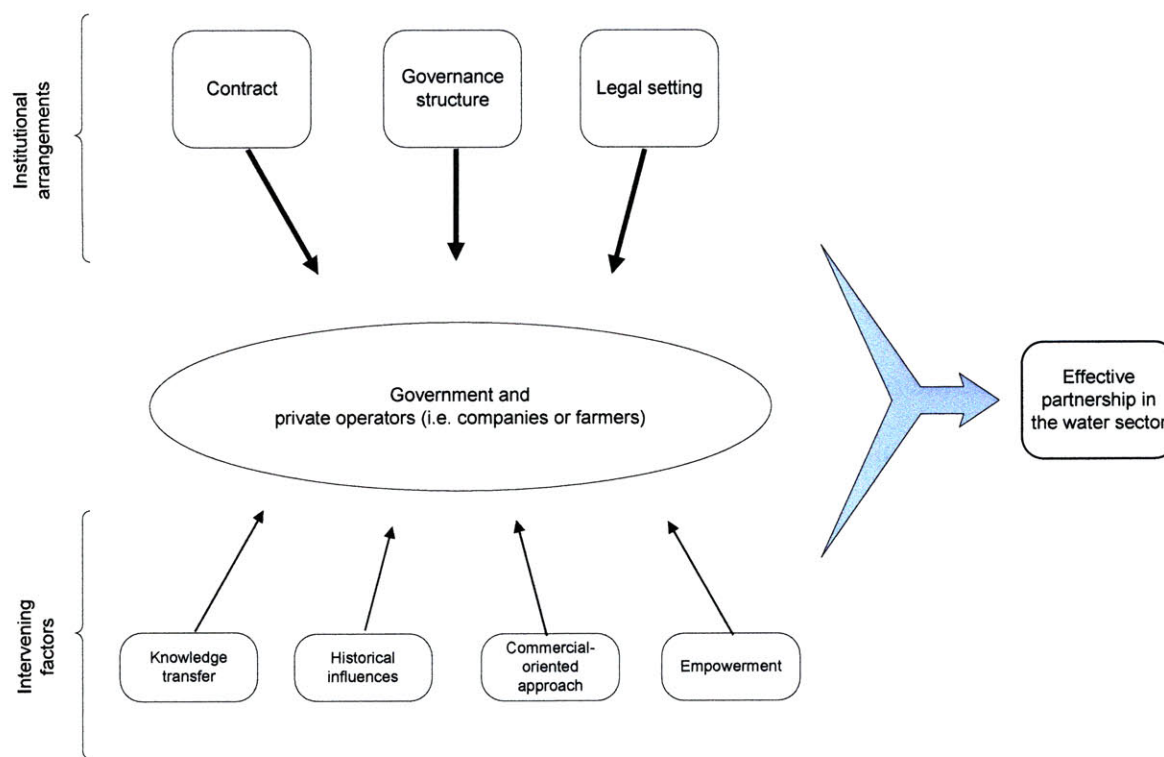 Institutional
arrangements
Contract
Governance
structure
Legal setting
Government and
private operators (i.e. companies or farmers)
Effective
partnership in
the water sector
Intervening
factors
Knowledge
transfer
Historical
influences
Commercial-
oriented
approach
Empowerment